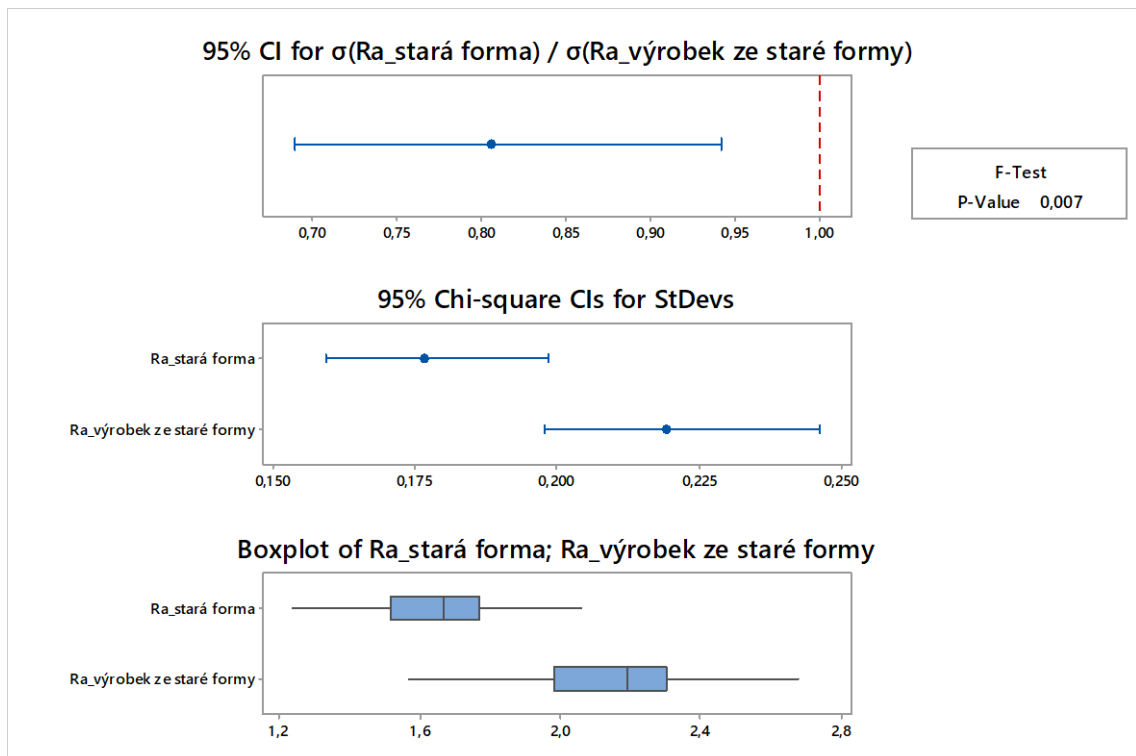 95% CI for σ(Ra_stará forma) / σ(Ra_výrobek ze staré formy)
0,70 0,75 0,80 0,85 0,90 0,95 1,00
F-Test
P-Value 0,007
95% Chi-square CIs for StDevs
Ra_stará forma
Ra_výrobek ze staré formy
0,150 0,175 0,200 0,225 0,250
Boxplot of Ra_stará forma; Ra_výrobek ze staré formy
Ra_stará forma
Ra_výrobek ze staré formy
1,2 1,6 2,0 2,4 2,8